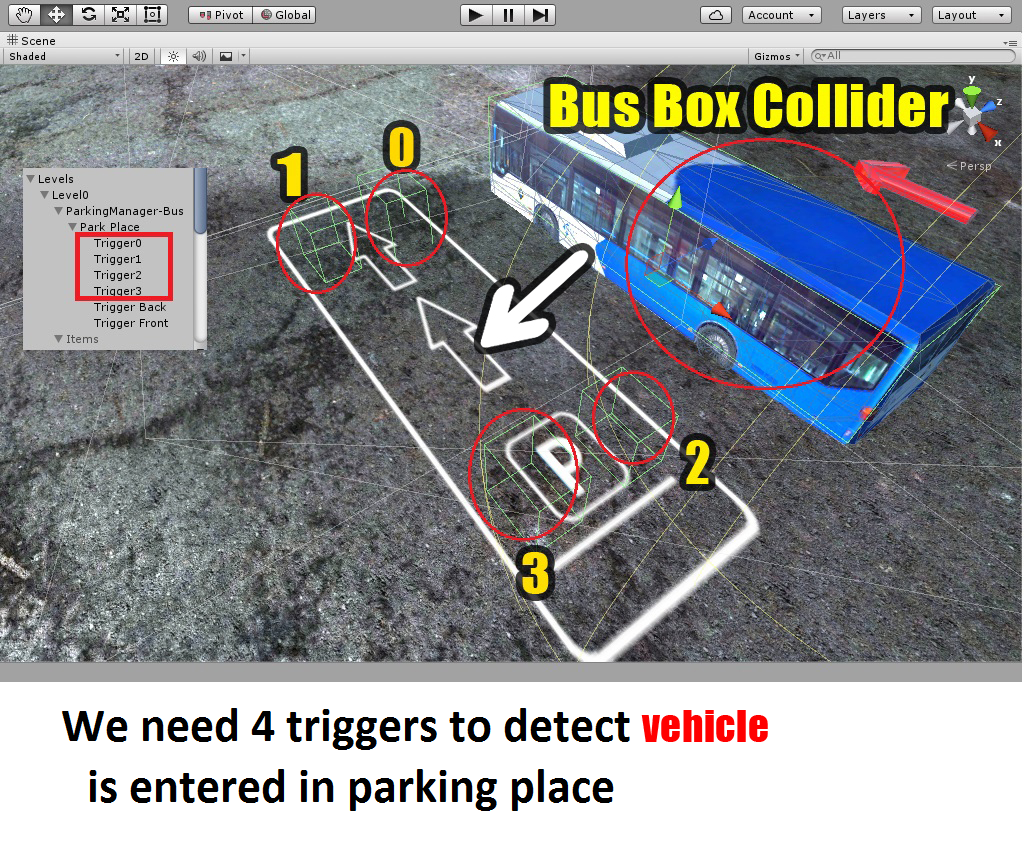 Pivot Global Account Layers Layout
Scene
Shaded 2D Gizmos All
Bus Box Collider
y
z
x
Persp
0
1
Levels
Level0
ParkingManager-Bus
Park Place
Trigger0
Trigger1
Trigger2
Trigger3
Trigger Back
Trigger Front
Items
P
2
3
We need 4 triggers to detect vehicle
is entered in parking place